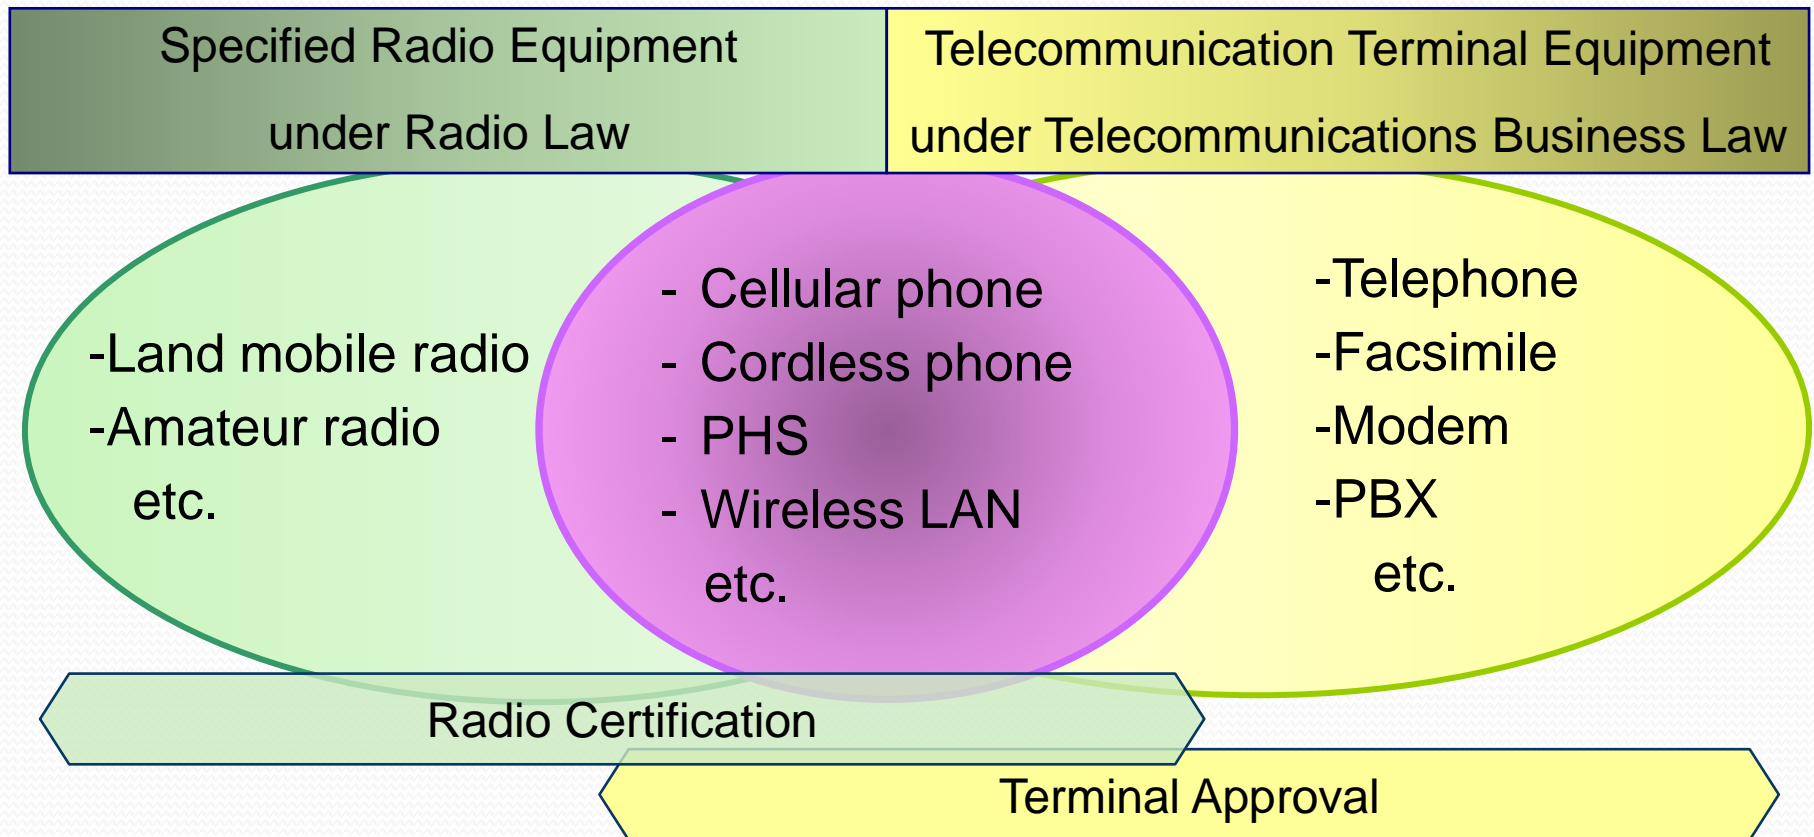 Specified Radio Equipment
under Radio Law
Telecommunication Terminal Equipment
under Telecommunications Business Law
-Land mobile radio
-Amateur radio
etc.
- Cellular phone
- Cordless phone
- PHS
- Wireless LAN
etc.
-Telephone
-Facsimile
-Modem
-PBX
etc.
Radio Certification
Terminal Approval